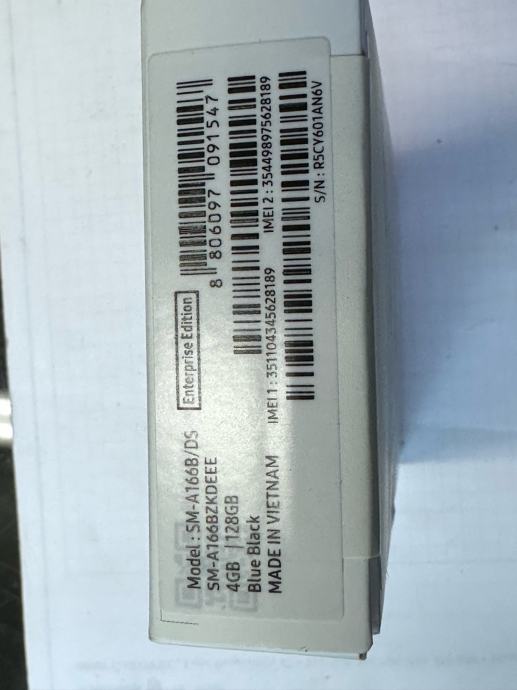 Model : SM-A166B/DS
SM-A166BZKDEEE
4GB / 128GB
Blue Black
MADE IN VIETNAM
Enterprise Edition
8 806097 091547
IMEI 1 : 351104345628189
IMEI 2 : 354498975628189
S/N : R5CY601AN6V